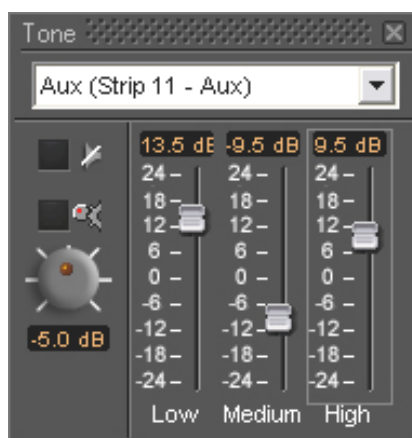 Tone
Aux (Strip 11 - Aux)
13.5 dB -9.5 dB 9.5 dB
24 24 24
18 18 18
12 12 12
6 6 6
0 0 0
-6 -6 -6
-5.0 dB
-12 -12 -12
-18 -18 -18
-24 -24 -24
Low Medium High